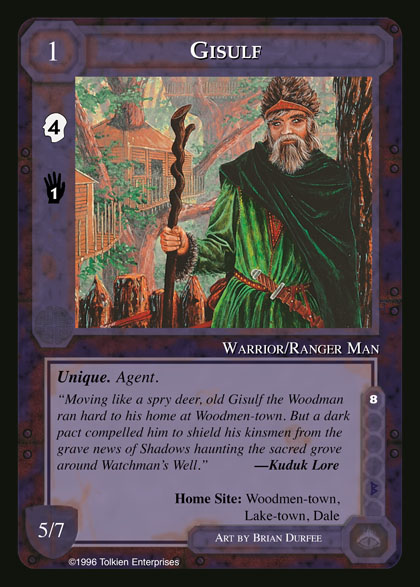 1
GISULF
4
1
WARRIOR/RANGER MAN
Unique. Agent.
“Moving like a spry deer, old Gisulf the Woodman
ran hard to his home at Woodmen-town. But a dark
pact compelled him to shield his kinsmen from the
grave news of Shadows haunting the sacred grove
around Watchman's Well.” —Kuduk Lore
8
Home Site: Woodmen-town,
Lake-town, Dale
5/7
ART BY BRIAN DURFEE
©1996 Tolkien Enterprises